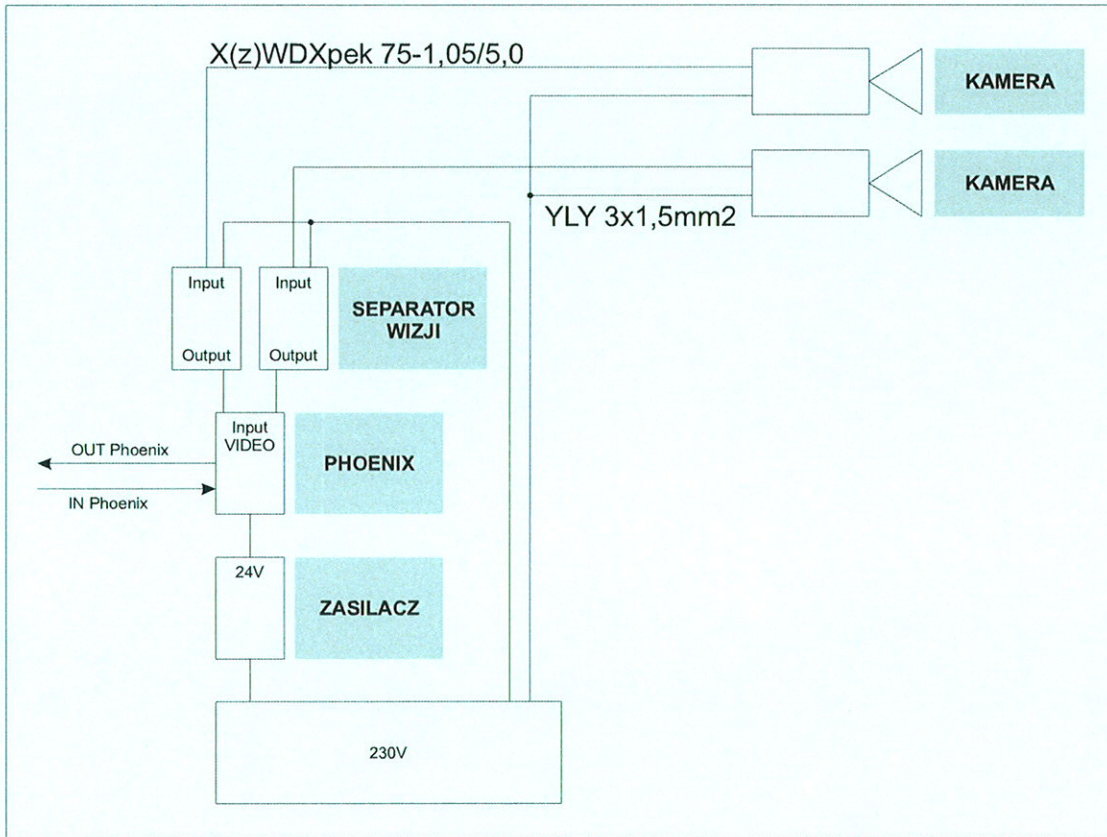 X(z)WDXpek 75-1,05/5,0
KAMERA
KAMERA
YLY 3x1,5mm2
Input
Input
SEPARATOR
WIZJI
Output
Output
Input
VIDEO
PHOENIX
OUT Phoenix
IN Phoenix
24V
ZASILACZ
230V